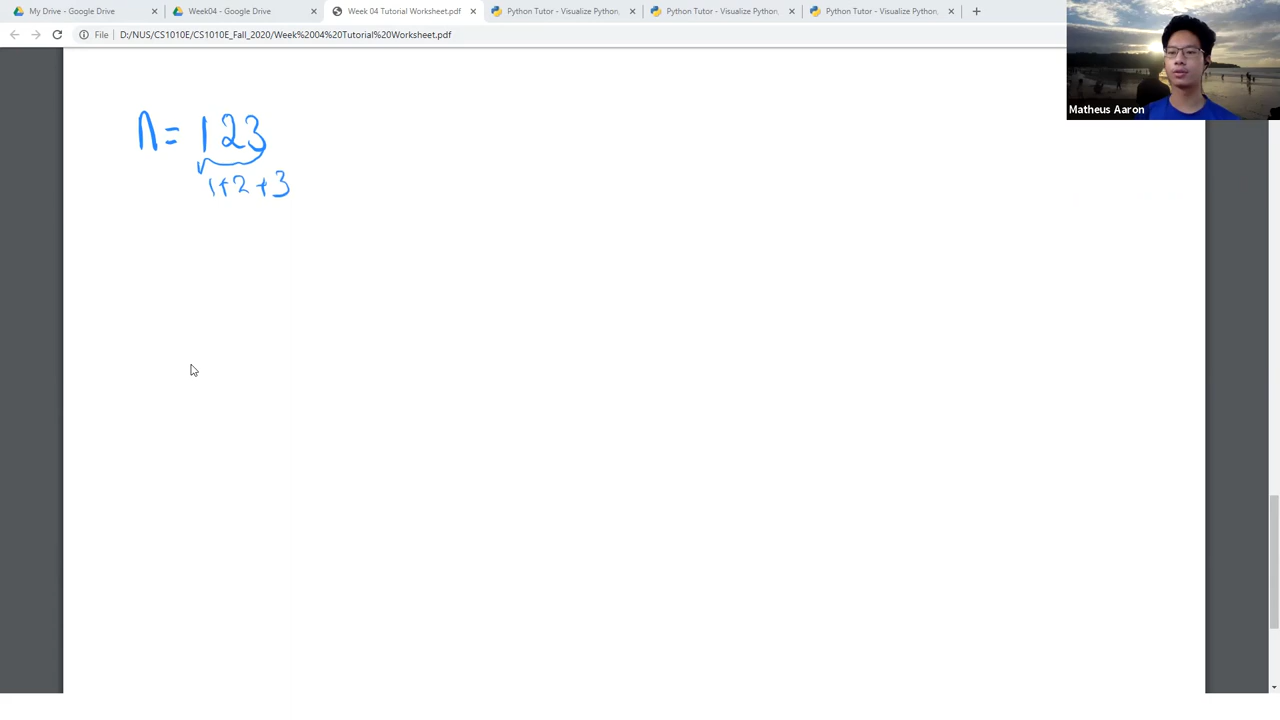 My Drive - Google Drive
Week04 - Google Drive
Week 04 Tutorial Worksheet.pdf
Python Tutor - Visualize Python,
Python Tutor - Visualize Python,
Python Tutor - Visualize Python,
File
D:/NUS/CS1010E/CS1010E_Fall_2020/Week%2004%20Tutorial%20Worksheet.pdf
Matheus Aaron
n = 123
1+2+3